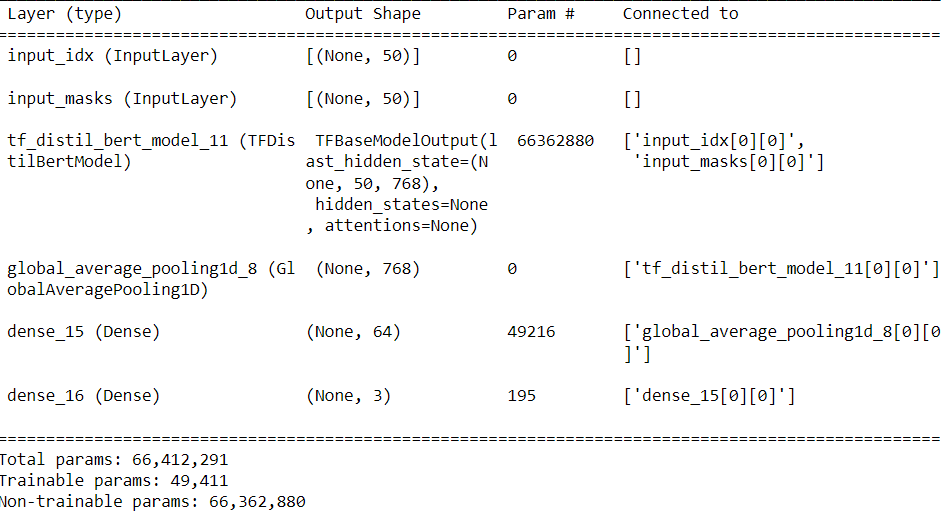 Layer (type)                   Output Shape         Param #     Connected to
==================================================================================================
input_idx (InputLayer)         [(None, 50)]         0           []
input_masks (InputLayer)       [(None, 50)]         0           []
tf_distil_bert_model_11 (TFDis  TFBaseModelOutput(l  66362880   ['input_idx[0][0]',
tilBertModel)                  ast_hidden_state=(N               'input_masks[0][0]']
                               one, 50, 768),
                                hidden_states=None
                               , attentions=None)
global_average_pooling1d_8 (Gl  (None, 768)         0           ['tf_distil_bert_model_11[0][0]']
obalAveragePooling1D)
dense_15 (Dense)               (None, 64)           49216       ['global_average_pooling1d_8[0][0
                                                                ]']
dense_16 (Dense)               (None, 3)            195         ['dense_15[0][0]']
==================================================================================================
Total params: 66,412,291
Trainable params: 49,411
Non-trainable params: 66,362,880